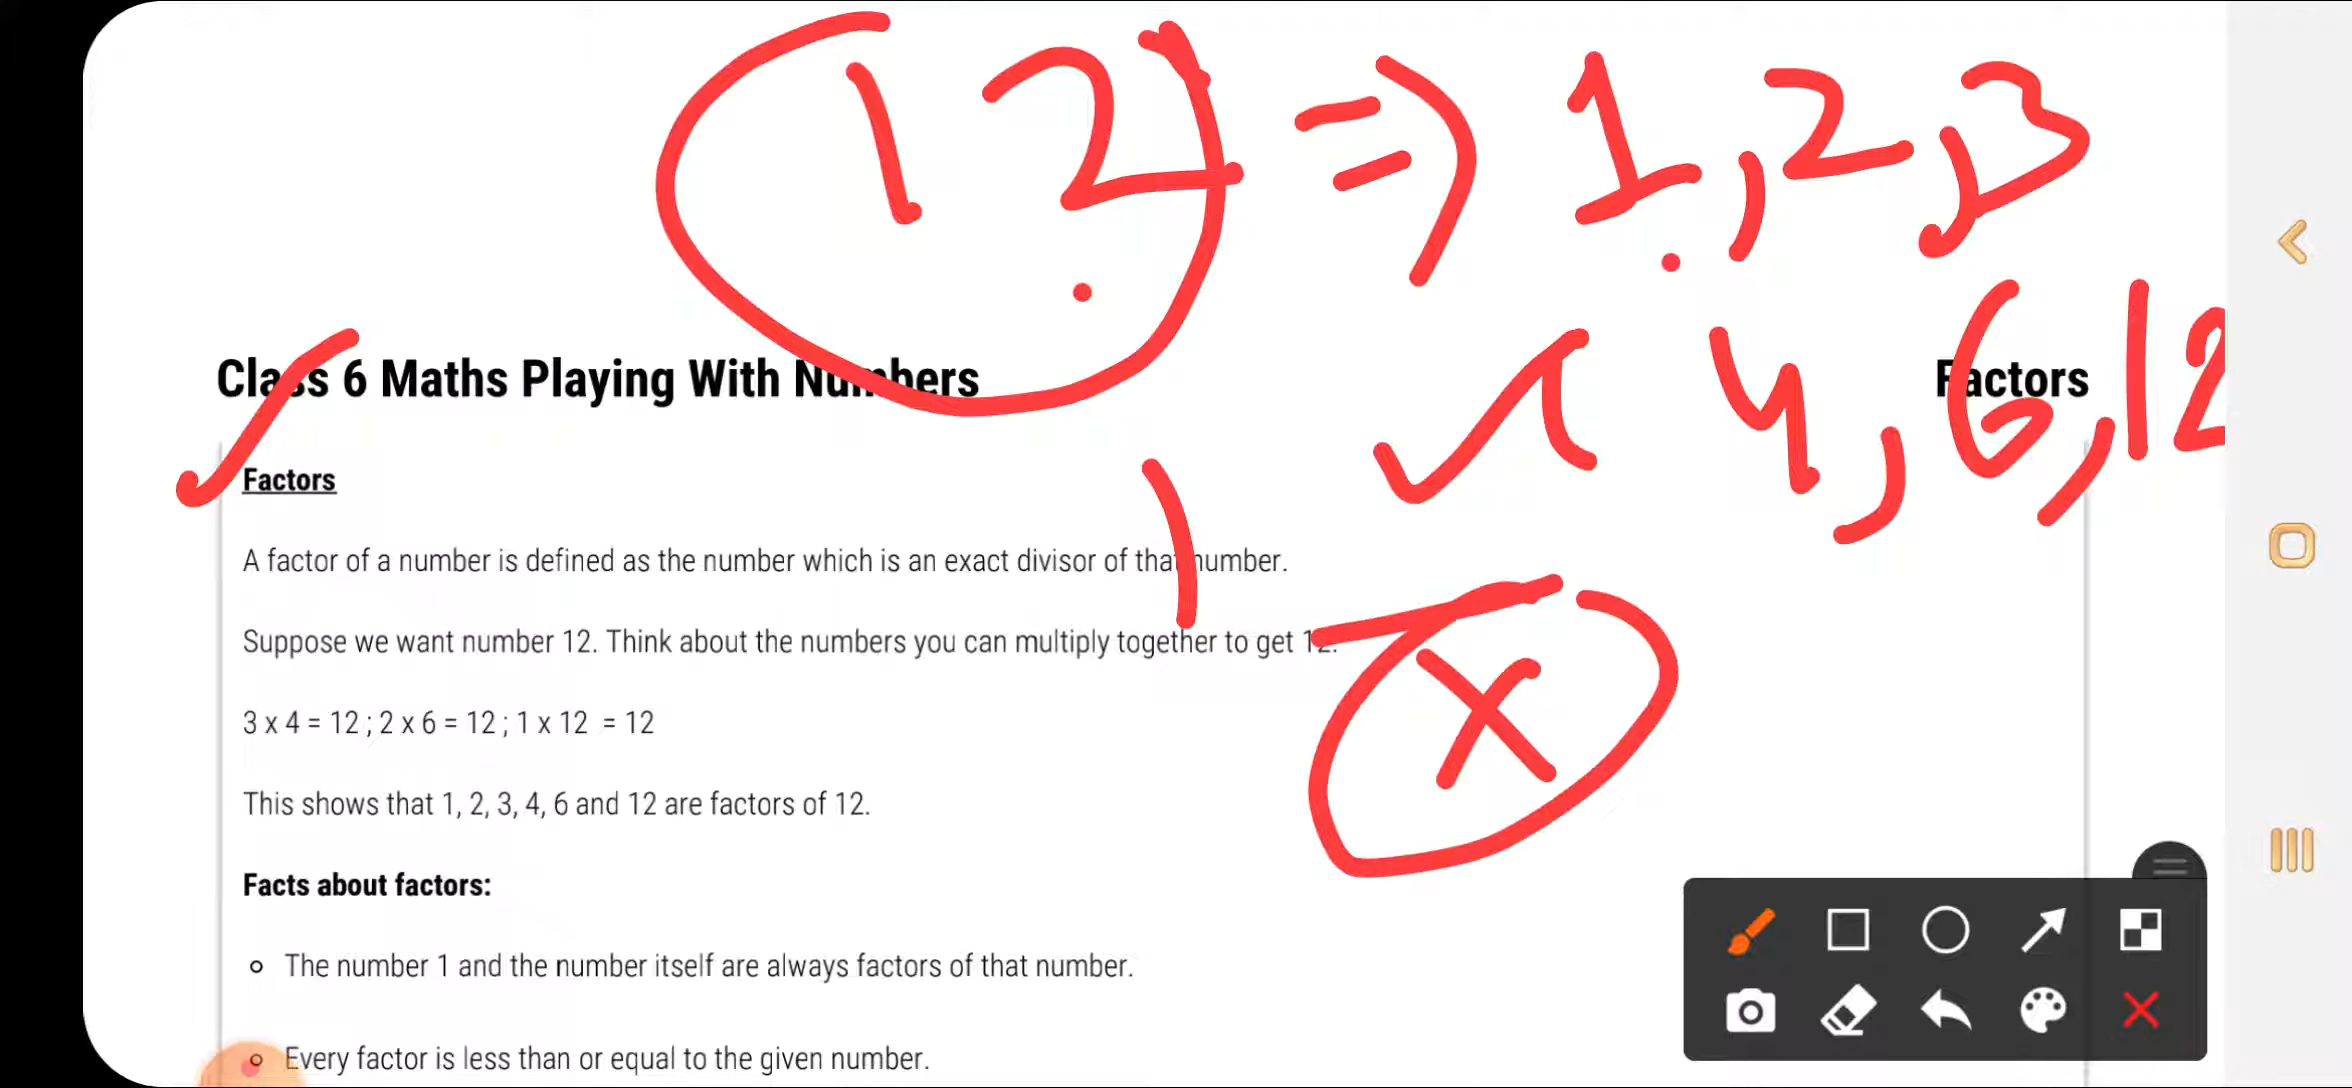 12 => 1, 2, 3
4, 6, 12
Class 6 Maths Playing With Numbers
Factors
Factors
A factor of a number is defined as the number which is an exact divisor of that number.
1
Suppose we want number 12. Think about the numbers you can multiply together to get 12.
x
3 x 4 = 12 ; 2 x 6 = 12 ; 1 x 12 = 12
This shows that 1, 2, 3, 4, 6 and 12 are factors of 12.
Facts about factors:
The number 1 and the number itself are always factors of that number.
Every factor is less than or equal to the given number.